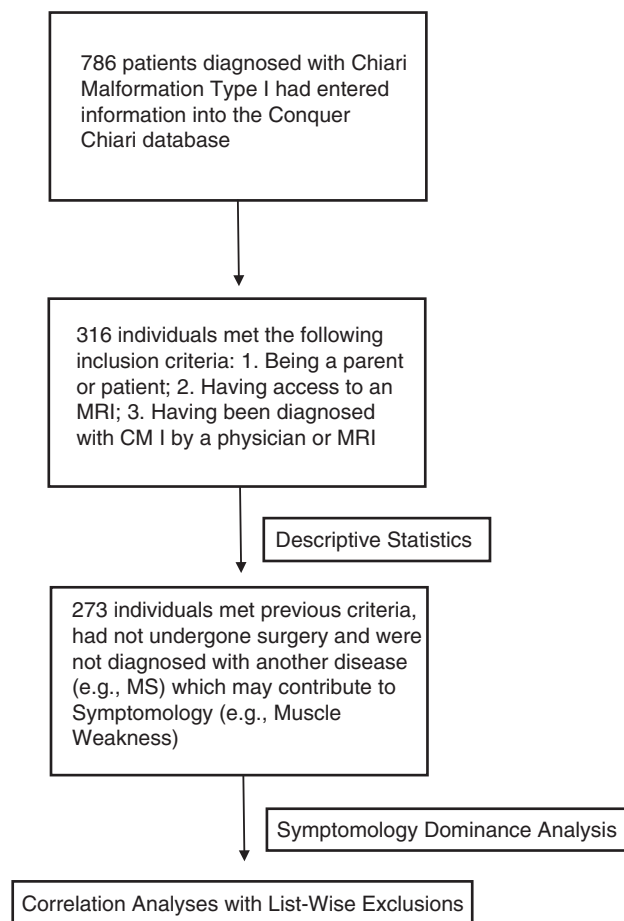 786 patients diagnosed with Chiari
Malformation Type I had entered
information into the Conquer
Chiari database
316 individuals met the following
inclusion criteria: 1. Being a parent
or patient; 2. Having access to an
MRI; 3. Having been diagnosed
with CM I by a physician or MRI
Descriptive Statistics
273 individuals met previous criteria,
had not undergone surgery and were
not diagnosed with another disease
(e.g., MS) which may contribute to
Symptomology (e.g., Muscle
Weakness)
Symptomology Dominance Analysis
Correlation Analyses with List-Wise Exclusions